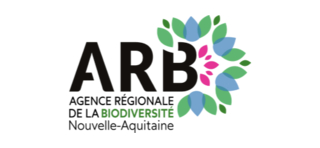 ARB
AGENCE RÉGIONALE
DE LA BIODIVERSITÉ
Nouvelle-Aquitaine